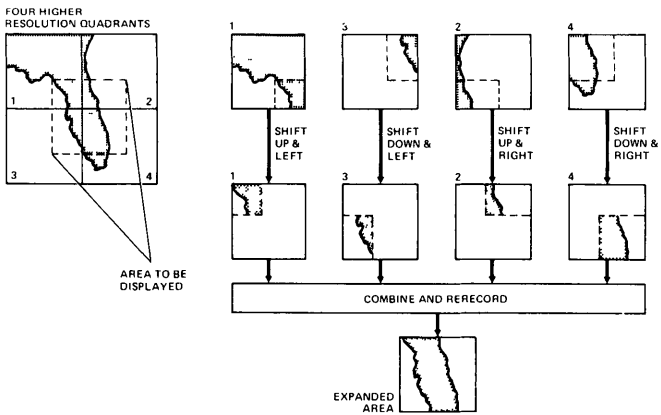 FOUR HIGHER
RESOLUTION QUADRANTS
1
2
3
4
AREA TO BE
DISPLAYED
1
3
2
4
SHIFT
UP &
LEFT
SHIFT
DOWN &
LEFT
SHIFT
UP &
RIGHT
SHIFT
DOWN &
RIGHT
1
3
2
4
COMBINE AND RERECORD
EXPANDED
AREA